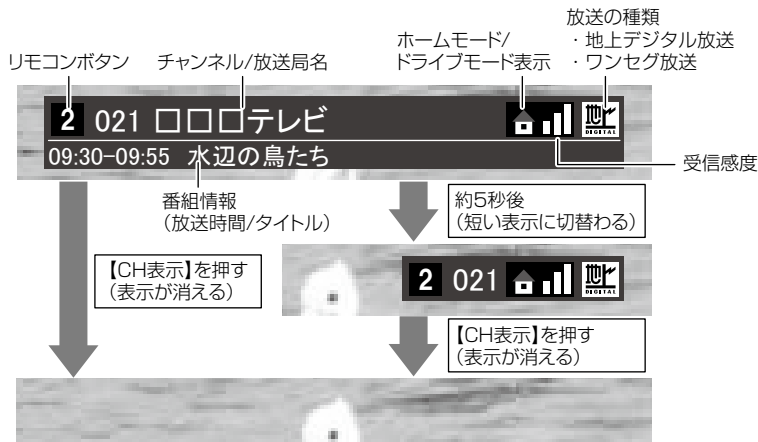 放送の種類
・地上デジタル放送
・ワンセグ放送
ホームモード/
ドライブモード表示
リモコンボタン
チャンネル/放送局名
2 021 □□□テレビ
地上
DIGITAL
09:30-09:55 水辺の鳥たち
受信感度
番組情報
(放送時間/タイトル)
約5秒後
(短い表示に切替わる)
【CH表示】を押す
(表示が消える)
2 021
地上
DIGITAL
【CH表示】を押す
(表示が消える)